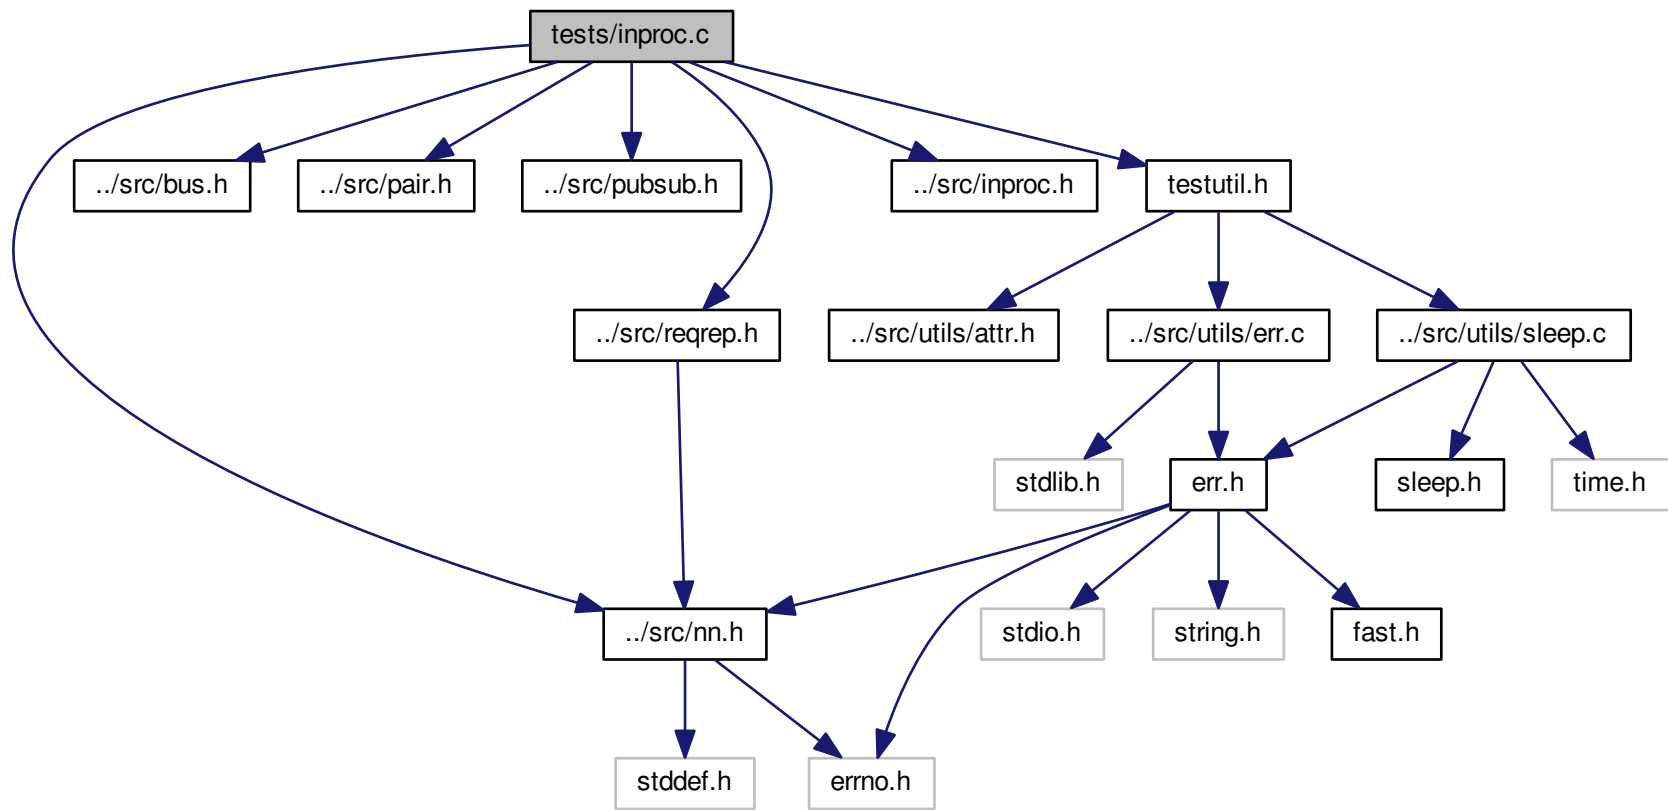 tests/inproc.c
../src/bus.h
../src/pair.h
../src/pubsub.h
../src/inproc.h
testutil.h
../src/reqrep.h
../src/utils/attr.h
../src/utils/err.c
../src/utils/sleep.c
stdlib.h
err.h
sleep.h
time.h
../src/nn.h
stdio.h
string.h
fast.h
stddef.h
errno.h